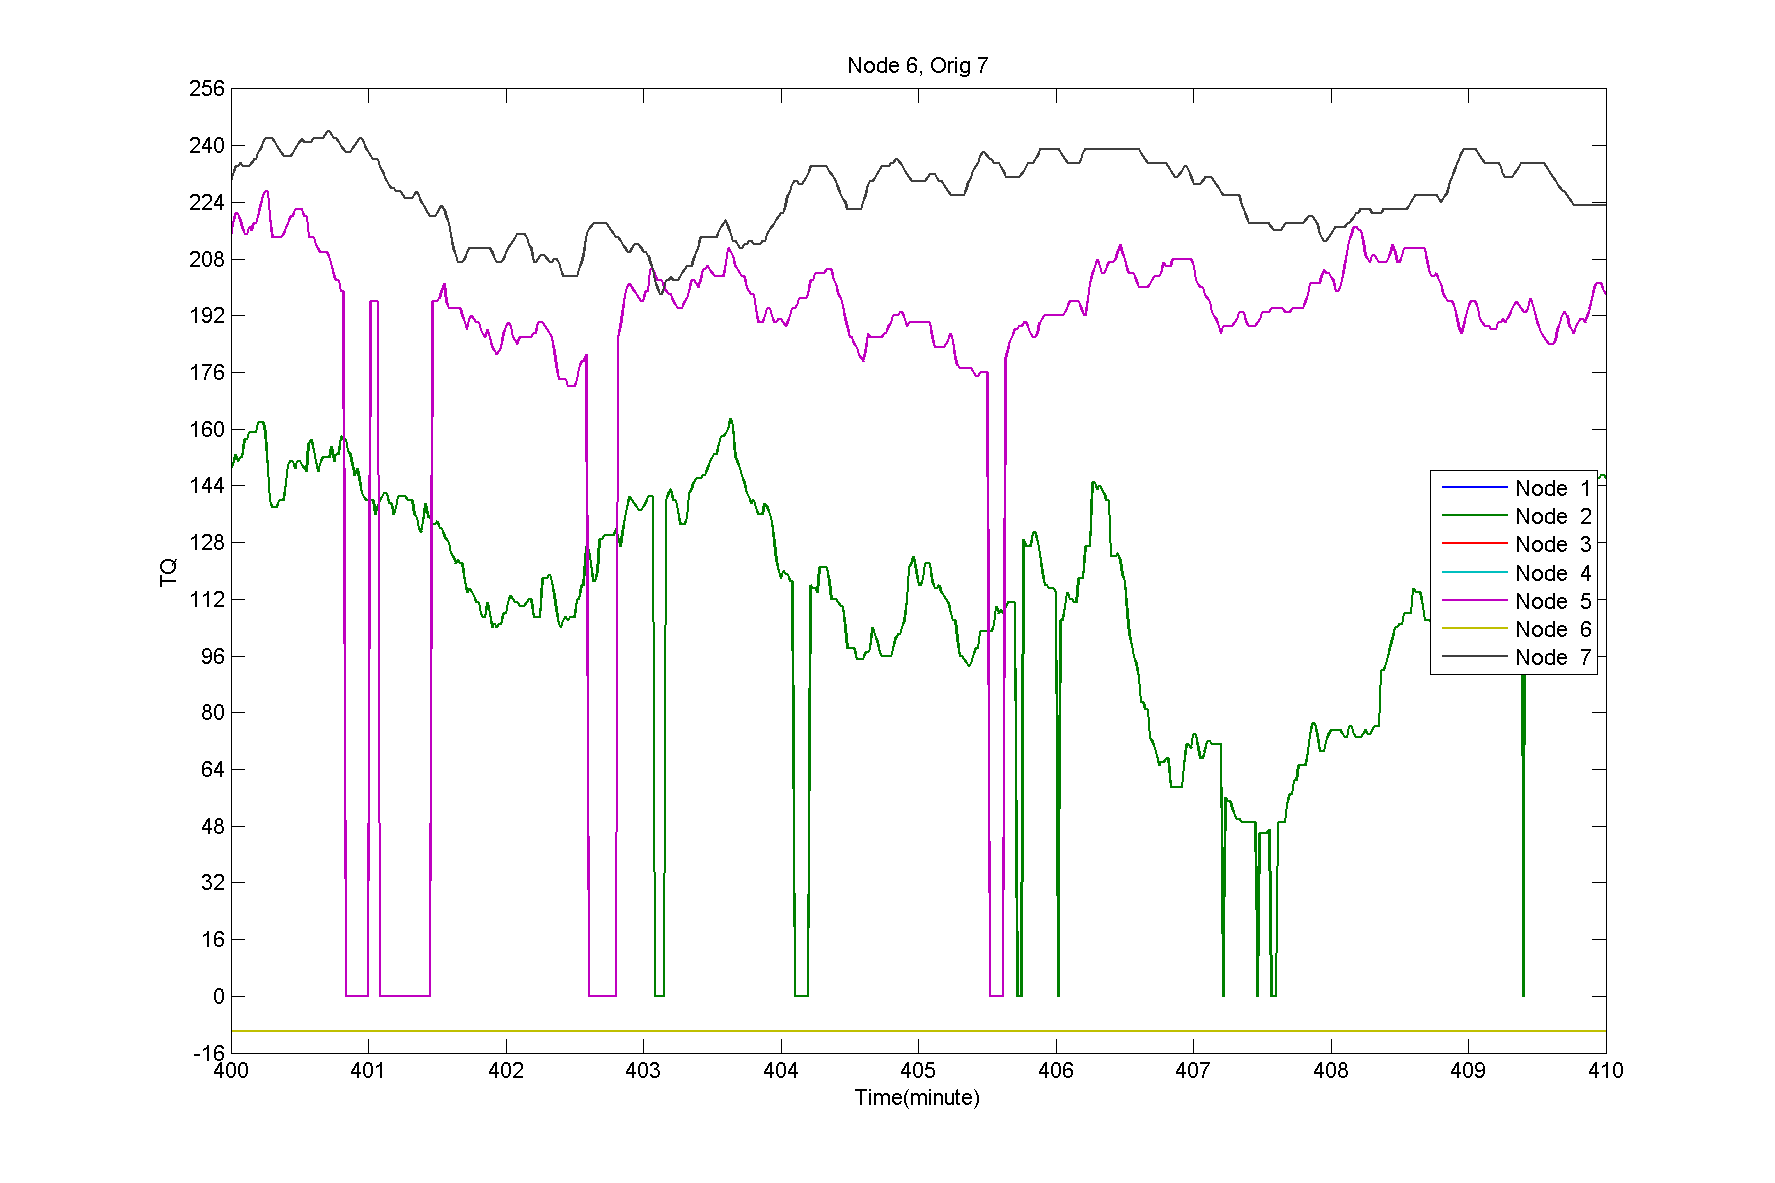 Node 6, Orig 7
256
240
224
208
192
176
160
144
128
112
96
80
64
48
32
16
0
-16
TQ
400 401 402 403 404 405 406 407 408 409 410
Time(minute)
Node 1
Node 2
Node 3
Node 4
Node 5
Node 6
Node 7